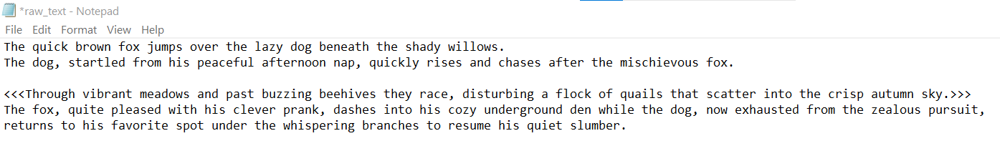 *raw_text - Notepad
File Edit Format View Help
The quick brown fox jumps over the lazy dog beneath the shady willows.
The dog, startled from his peaceful afternoon nap, quickly rises and chases after the mischievous fox.

<<<Through vibrant meadows and past buzzing beehives they race, disturbing a flock of quails that scatter into the crisp autumn sky.>>>
The fox, quite pleased with his clever prank, dashes into his cozy underground den while the dog, now exhausted from the zealous pursuit,
returns to his favorite spot under the whispering branches to resume his quiet slumber.